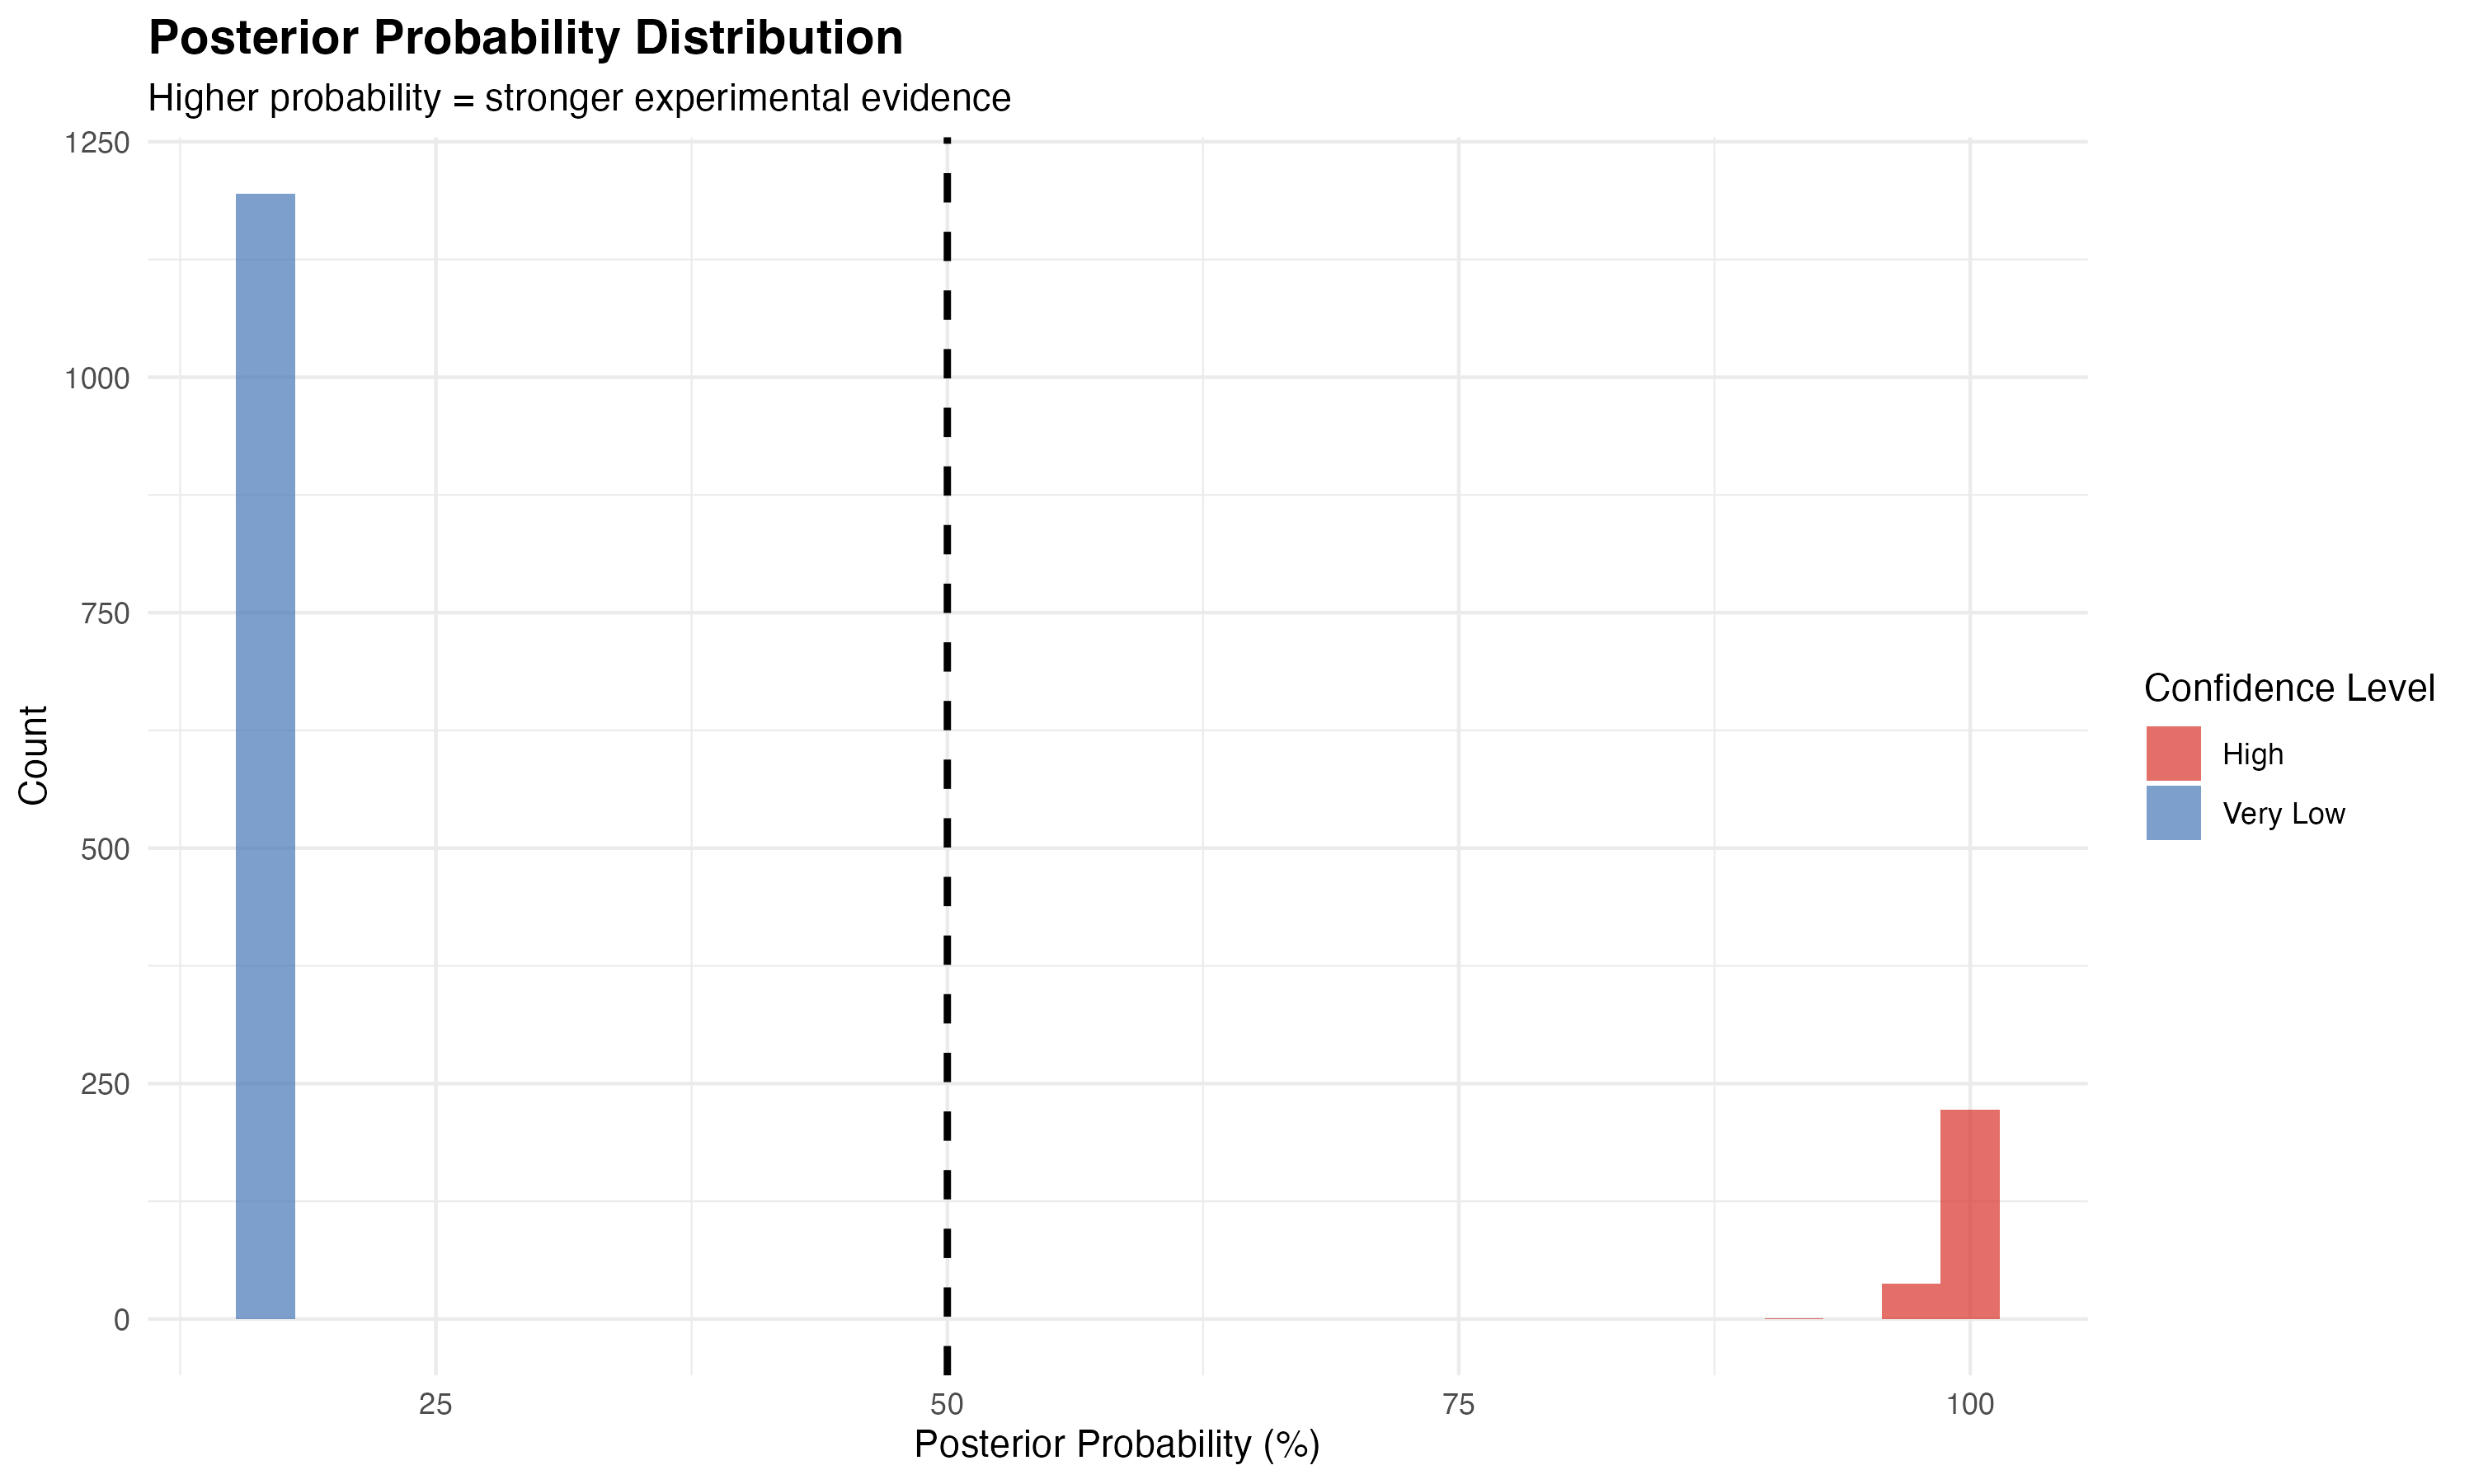 Posterior Probability Distribution
Higher probability = stronger experimental evidence
1250
1000
750
500
250
0
Count
25
50
75
100
Posterior Probability (%)
Confidence Level
High
Very Low